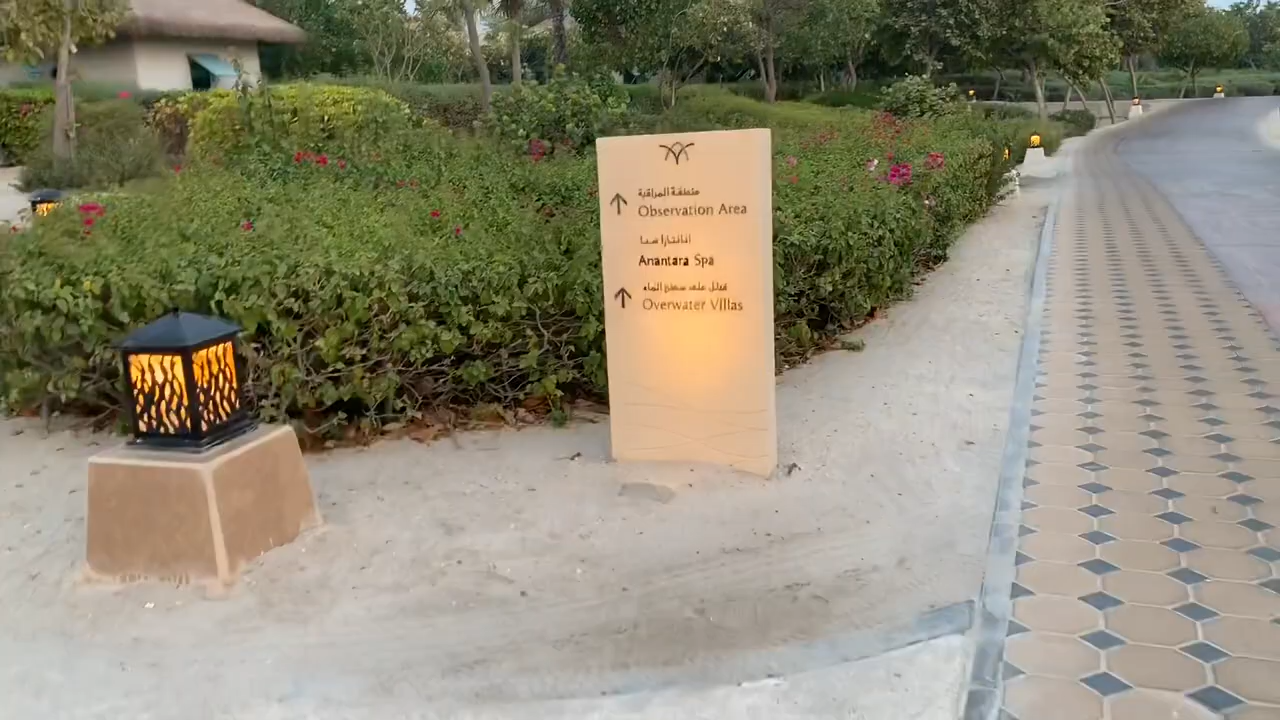 منطقة المراقبة
Observation Area
أنانتارا سبا
Anantara Spa
فلل على سطح الماء
Overwater Villas